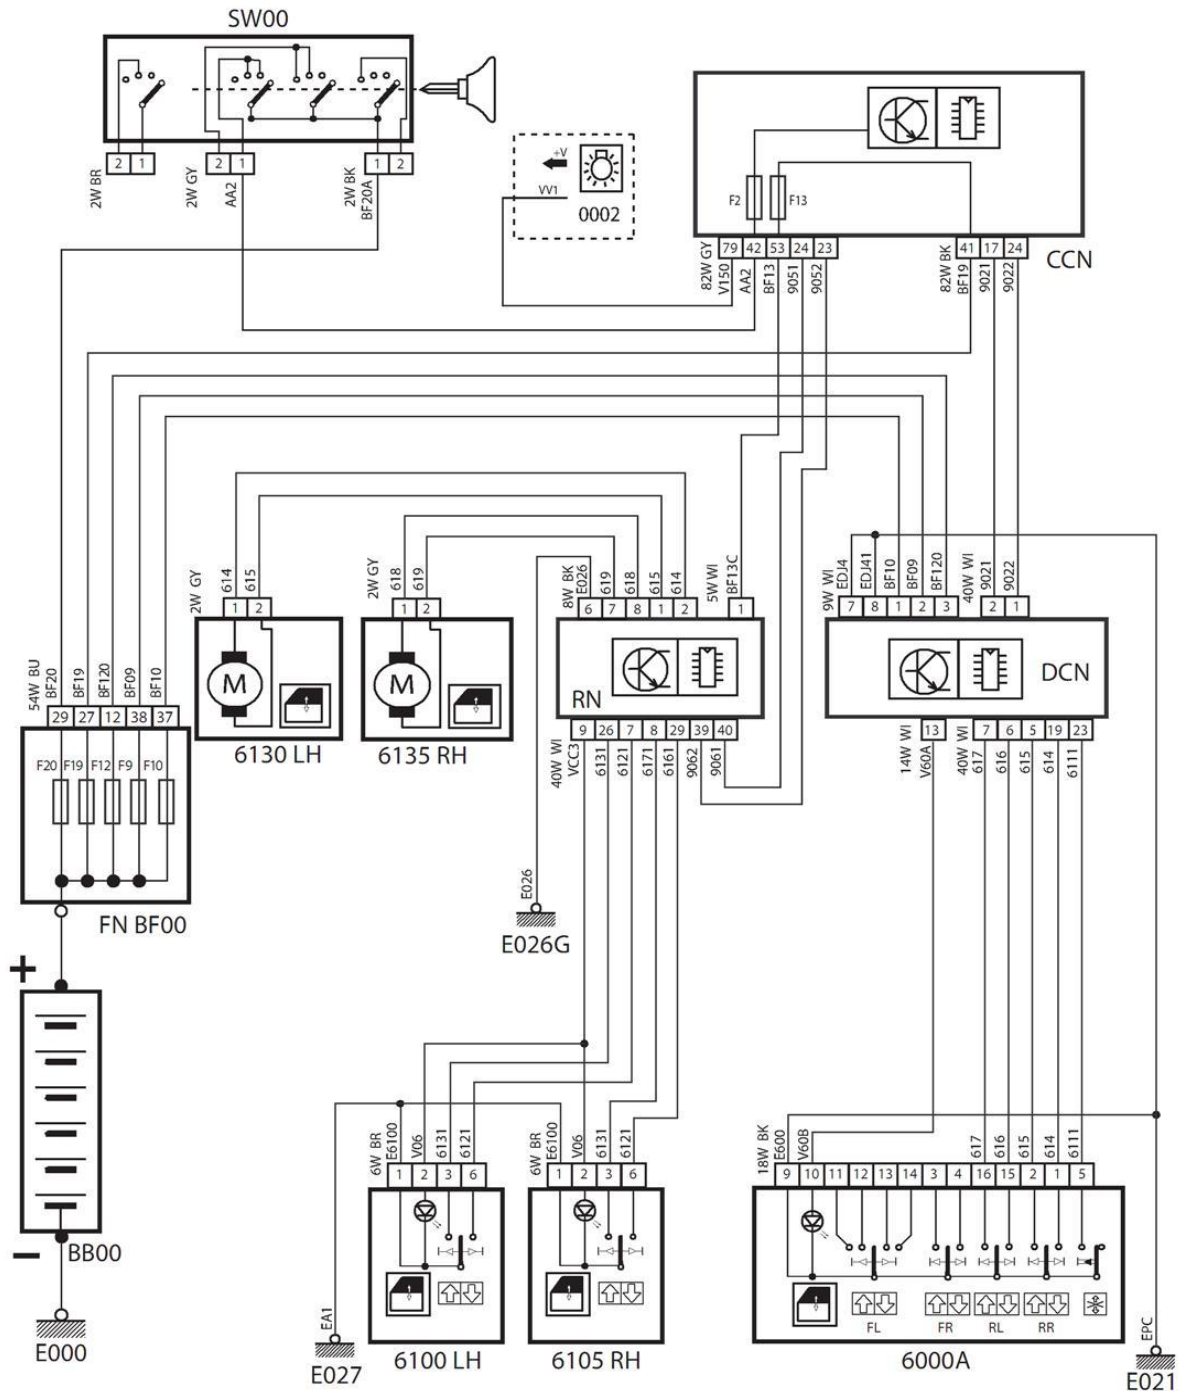 SW00
2 1
2 1
1 2
2W BR
2W GY
AA2
2W BK
BF20A
+V
VV1
0002
F2
F13
79 42 53 24 23
41 17 24
CCN
82W GY
V150
AA2
BF13
9051
9052
82W BK
BF19
9021
9022
2W GY
614
615
1 2
2W GY
618
619
1 2
8W BK
E026
619
618
615
614
6 7 8 1 2
5W WI
BF13C
1
9W WI
EDJ4
EDJ41
BF10
BF09
BF120
7 8 1 2 3
40W WI
9021
9022
2 1
M
6130 LH
M
6135 RH
RN
DCN
54W BU
BF20
BF19
BF120
BF09
BF10
29 27 12 38 37
F20 F19 F12 F9 F10
FN BF00
9 26 7 8 29 39 40
40W WI
VCC3
6131
6121
6171
6161
9062
9061
13
14W WI
V60A
7 6 5 19 23
40W WI
617
616
615
614
6111
E026
E026G
+
−
BB00
E000
EA1
E027
6W BR
E6100
V06
6131
6121
1 2 3 6
6100 LH
6W BR
E6100
V06
6131
6121
1 2 3 6
6105 RH
18W BK
E600
V60B
617
616
615
614
6111
9 10 11 12 13 14 3 4 16 15 2 1 5
FL FR RL RR
6000A
EPC
E021